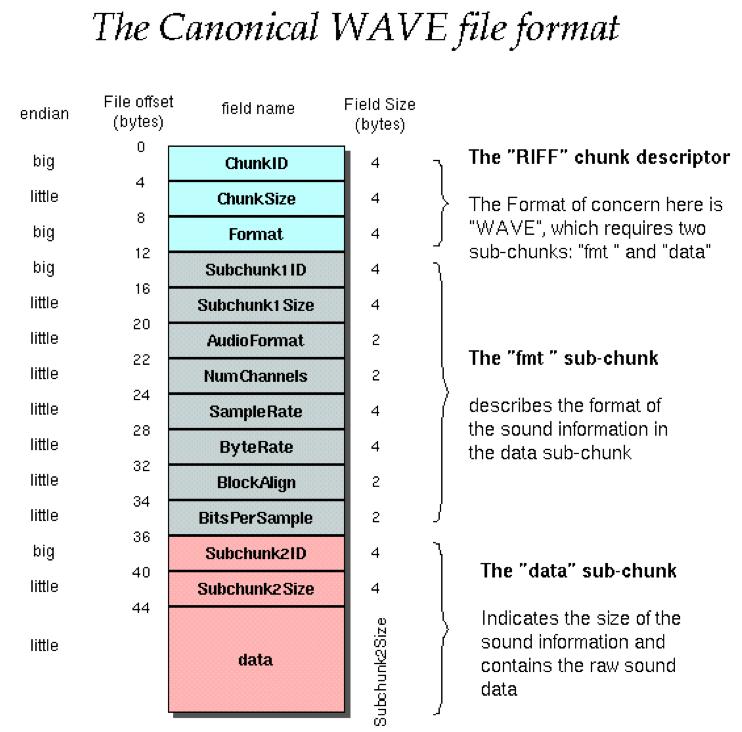 The Canonical WAVE file format
endian
File offset
(bytes)
field name
Field Size
(bytes)
0
big
ChunkID
4
4
little
ChunkSize
4
8
big
Format
4
12
The "RIFF" chunk descriptor
The Format of concern here is
"WAVE", which requires two
sub-chunks: "fmt " and "data"
big
Subchunk1ID
4
16
little
Subchunk1Size
4
20
little
AudioFormat
2
22
little
NumChannels
2
24
little
SampleRate
4
28
little
ByteRate
4
32
little
BlockAlign
2
34
little
BitsPerSample
2
36
The "fmt " sub-chunk
describes the format of
the sound information in
the data sub-chunk
big
Subchunk2ID
4
40
little
Subchunk2Size
4
44
little
data
Subchunk2Size
The "data" sub-chunk
Indicates the size of the
sound information and
contains the raw sound
data